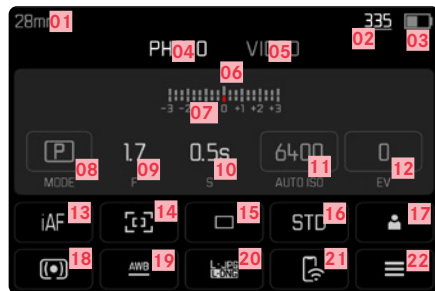 28mm 01 335
02 03
PHOTO 04 VIDEO 05
06
07
-3 -2 0 +1 +2 +3
P 1.7 0.5s 6400 0
08 09 10 11 12
MODE F S AUTO ISO EV
iAF 13 14 15 STD 16 17
18 AWB 19 L-JPG 20 21 22
L-DNG